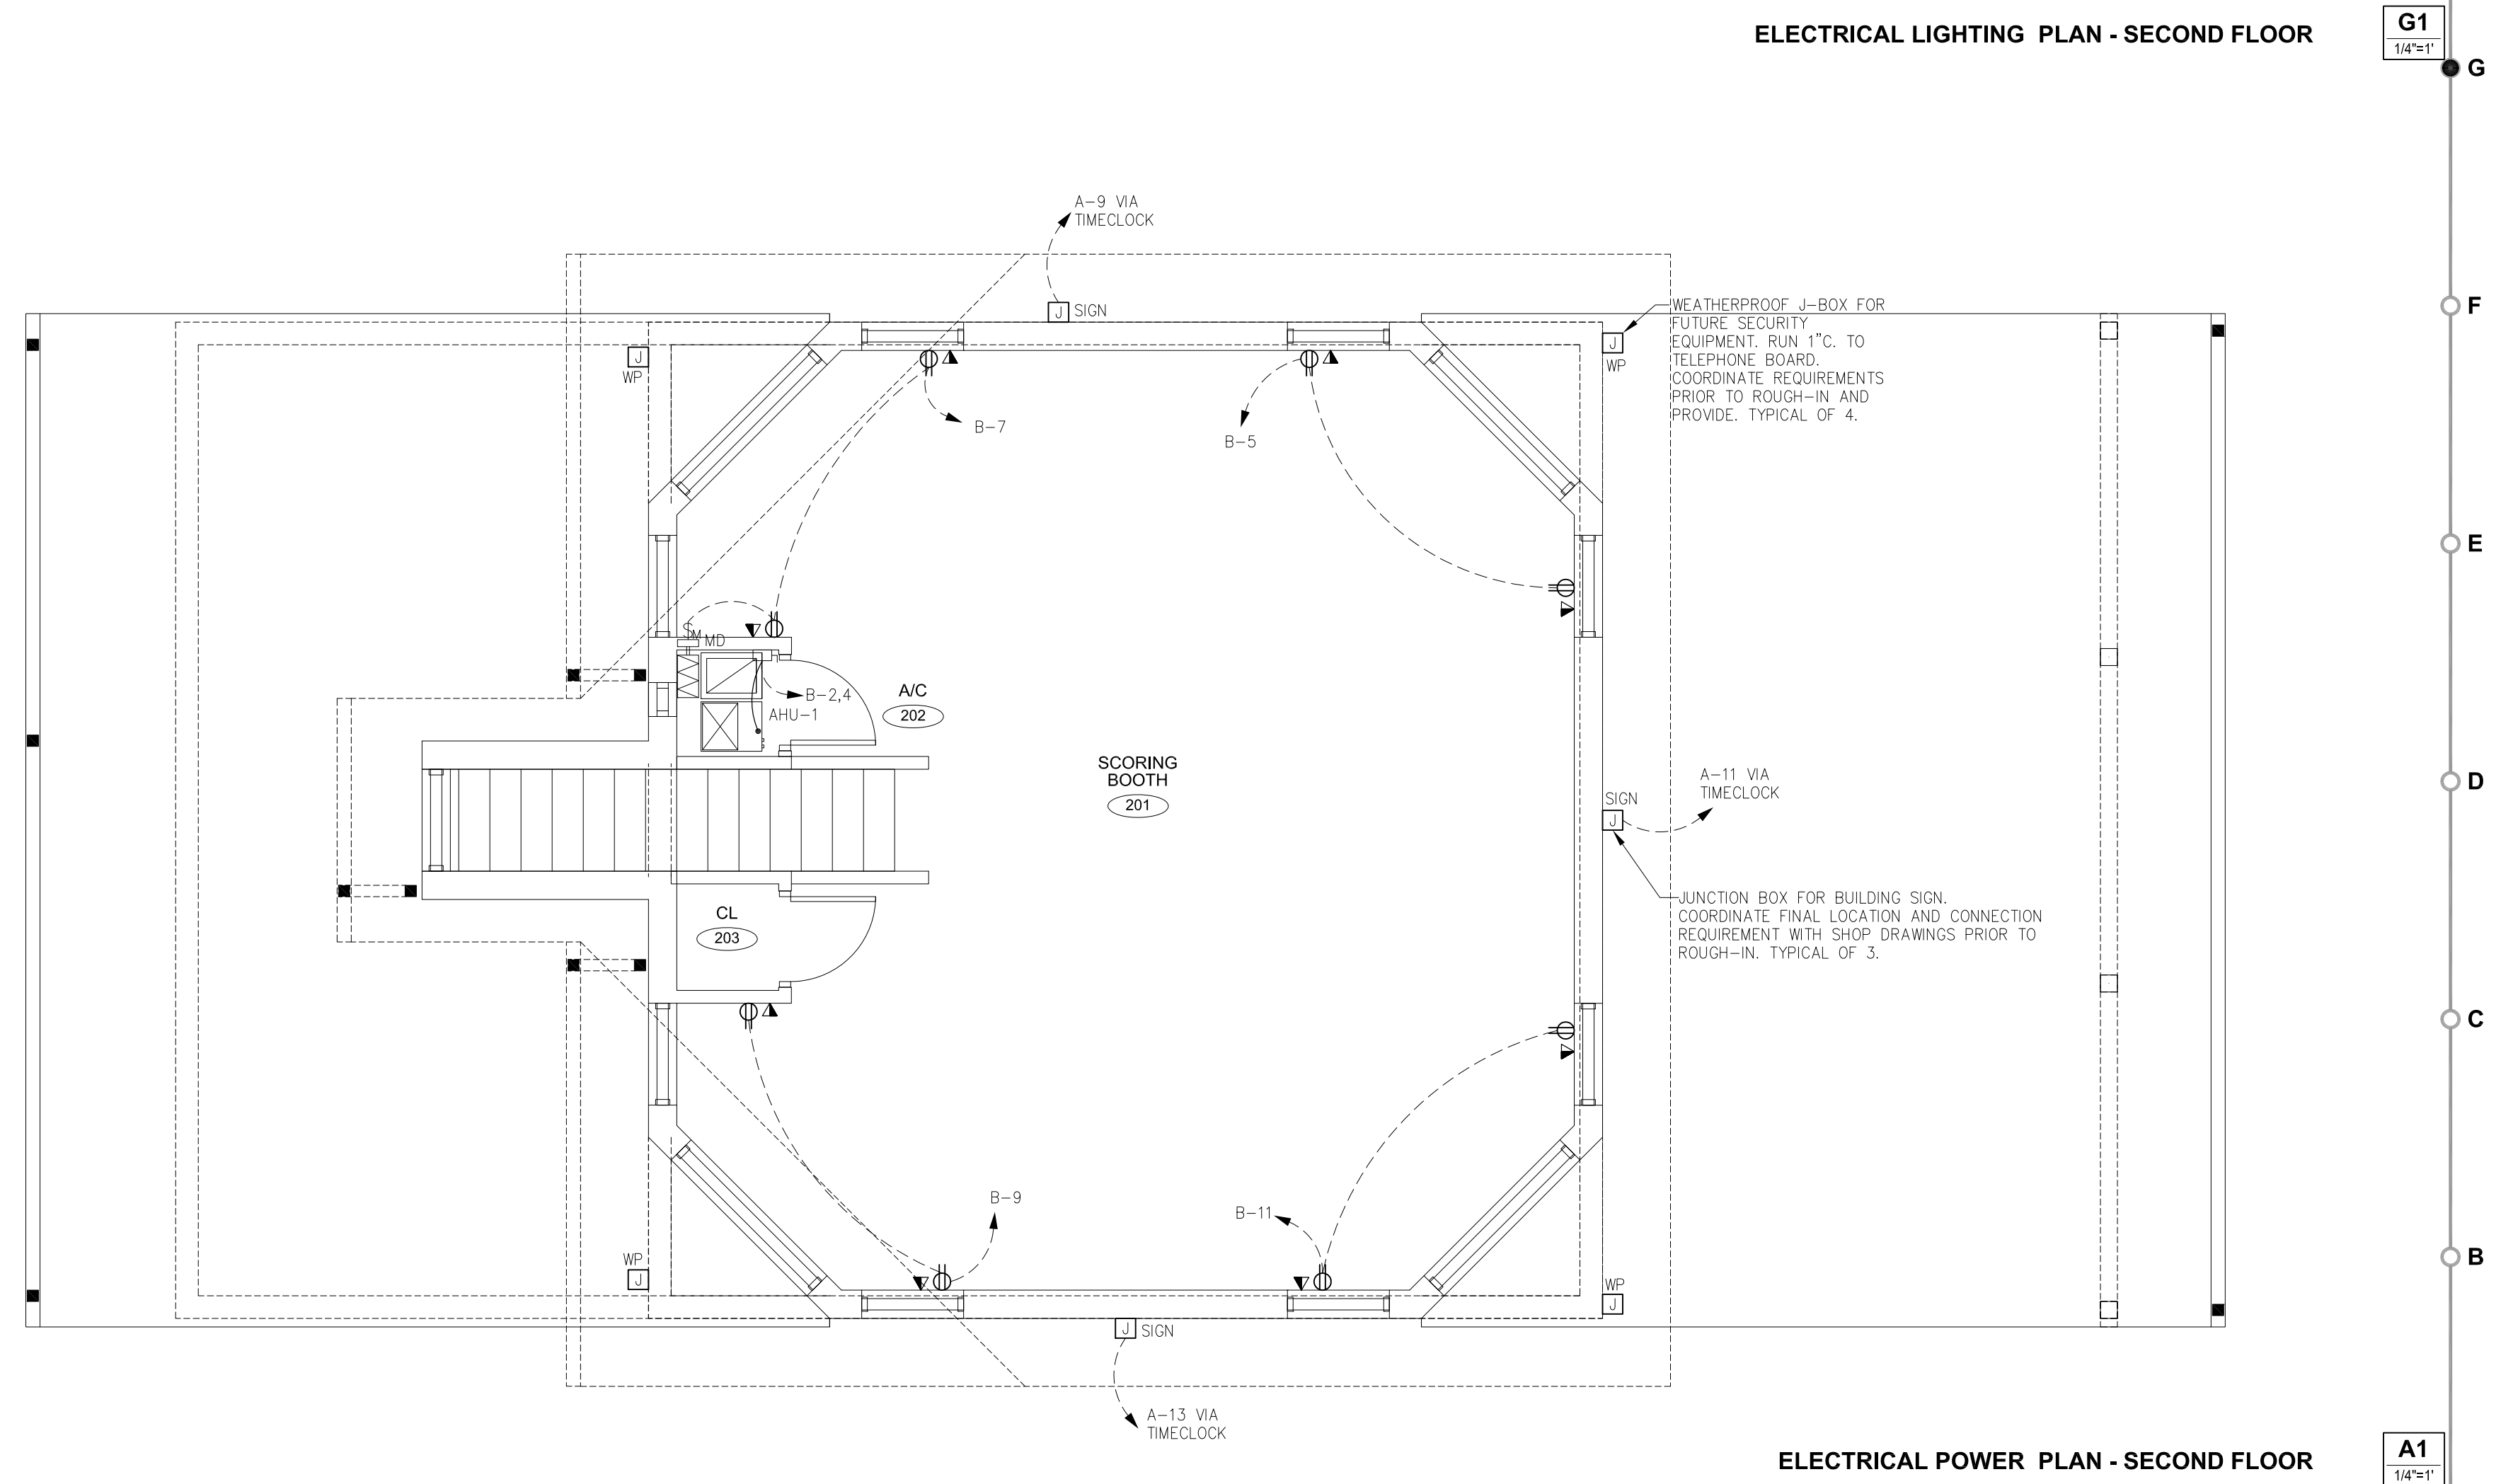 ELECTRICAL LIGHTING PLAN - SECOND FLOOR
G1
1/4"=1'
G
A-9 VIA
TIMECLOCK
J SIGN
WEATHERPROOF J-BOX FOR
FUTURE SECURITY
EQUIPMENT. RUN 1"C. TO
TELEPHONE BOARD.
COORDINATE REQUIREMENTS
PRIOR TO ROUGH-IN AND
PROVIDE. TYPICAL OF 4.
F
J
WP
J
WP
B-7
B-5
E
SM MD
B-2,4
AHU-1
A/C
202
SCORING
BOOTH
201
A-11 VIA
TIMECLOCK
SIGN
J
D
JUNCTION BOX FOR BUILDING SIGN.
COORDINATE FINAL LOCATION AND CONNECTION
REQUIREMENT WITH SHOP DRAWINGS PRIOR TO
ROUGH-IN. TYPICAL OF 3.
CL
203
C
B-9
B-11
WP
J
WP
J
B
J SIGN
A-13 VIA
TIMECLOCK
ELECTRICAL POWER PLAN - SECOND FLOOR
A1
1/4"=1'